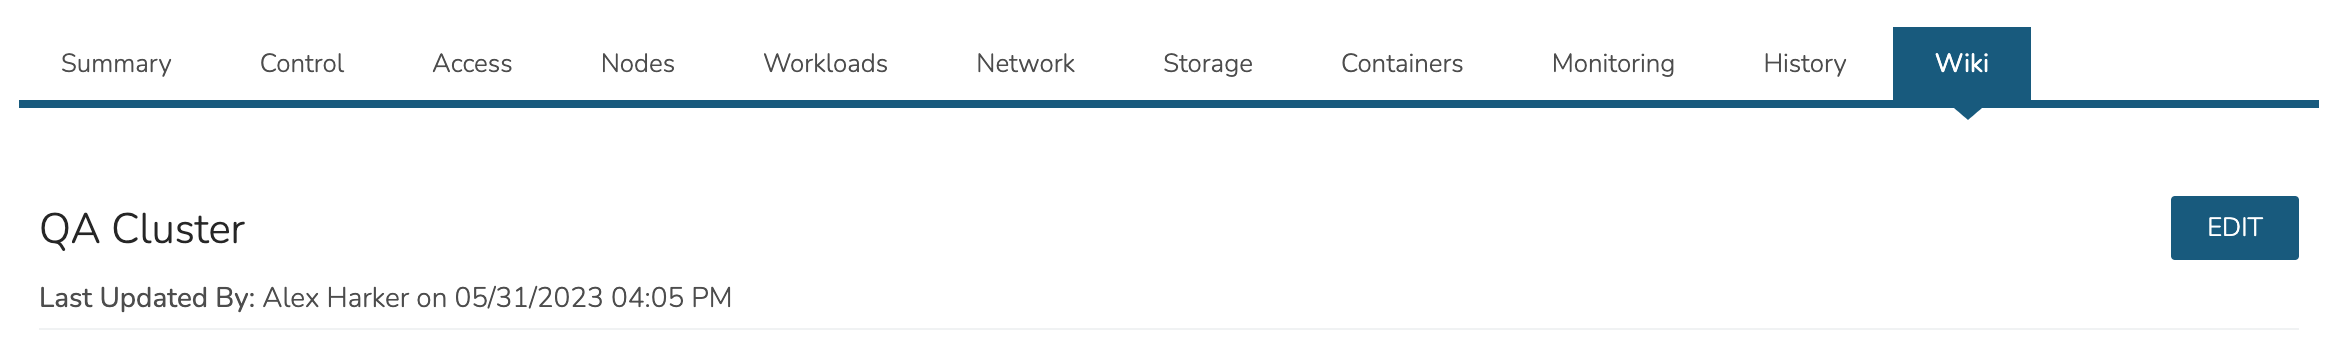 Summary Control Access Nodes Workloads Network Storage Containers Monitoring History Wiki
QA Cluster
EDIT
Last Updated By: Alex Harker on 05/31/2023 04:05 PM